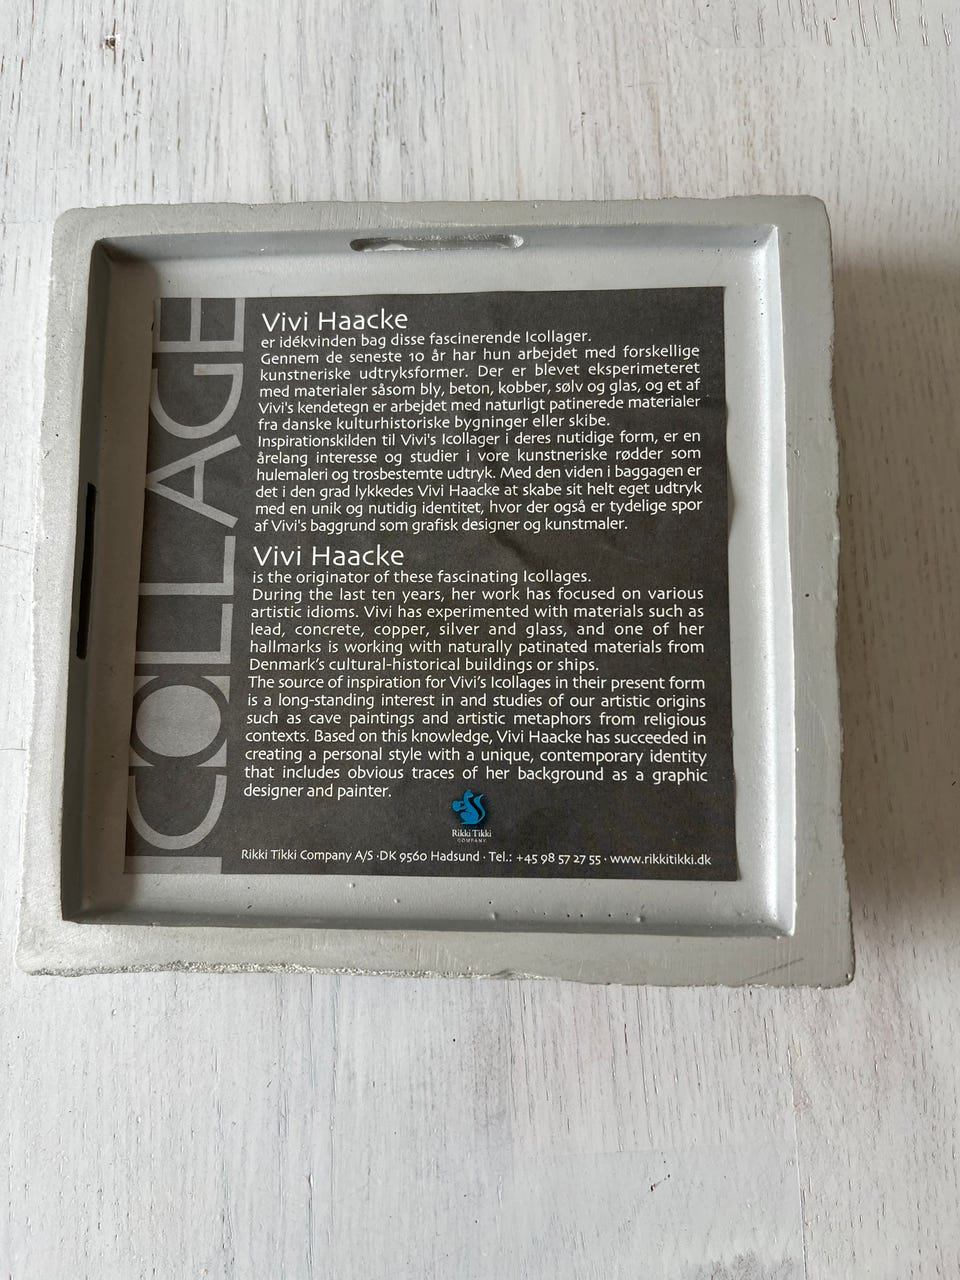 ICOLLAGE
Vivi Haacke
er idékvinden bag disse fascinerende Icollager.
Gennem de seneste 10 år har hun arbejdet med forskellige
kunstneriske udtryksformer. Der er blevet eksperimeteret
med materialer såsom bly, beton, kobber, sølv og glas, og et af
Vivi's kendetegn er arbejdet med naturligt patinerede materialer
fra danske kulturhistoriske bygninger eller skibe.
Inspirationskilden til Vivi's Icollager i deres nutidige form, er en
årelang interesse og studier i vore kunstneriske rødder som
hulemaleri og trosbestemte udtryk. Med den viden i baggagen er
det i den grad lykkedes Vivi Haacke at skabe sit helt eget udtryk
med en unik og nutidig identitet, hvor der også er tydelige spor
af Vivi's baggrund som grafisk designer og kunstmaler.
Vivi Haacke
is the originator of these fascinating Icollages.
During the last ten years, her work has focused on various
artistic idioms. Vivi has experimented with materials such as
lead, concrete, copper, silver and glass, and one of her
hallmarks is working with naturally patinated materials from
Denmark's cultural-historical buildings or ships.
The source of inspiration for Vivi's Icollages in their present form
is a long-standing interest in and studies of our artistic origins
such as cave paintings and artistic metaphors from religious
contexts. Based on this knowledge, Vivi Haacke has succeeded in
creating a personal style with a unique, contemporary identity
that includes obvious traces of her background as a graphic
designer and painter.
Rikki Tikki
COMPANY
Rikki Tikki Company A/S ·DK 9560 Hadsund · Tel.: +45 98 57 27 55 · www.rikkitikki.dk